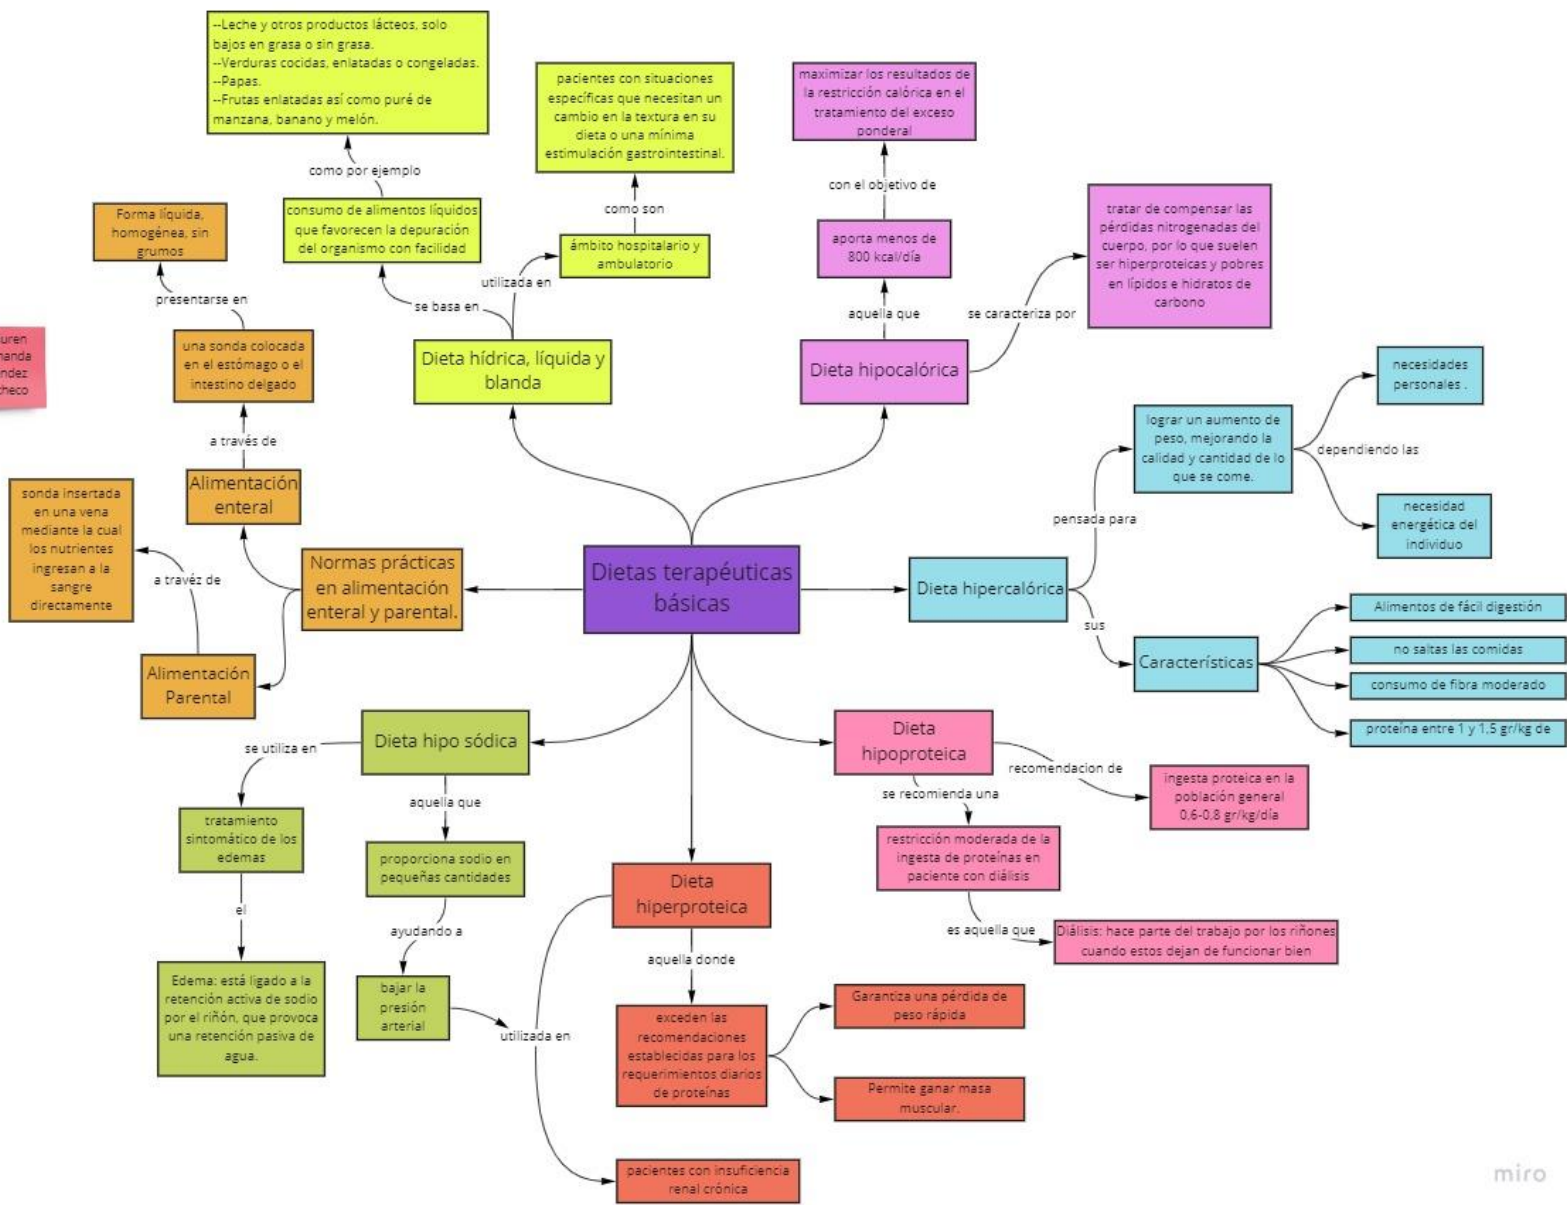 --Leche y otros productos lácteos, solo
bajos en grasa o sin grasa.
--Verduras cocidas, enlatadas o congeladas.
--Papas.
--Frutas enlatadas así como puré de
manzana, banano y melón.
como por ejemplo
consumo de alimentos líquidos
que favorecen la depuración
del organismo con facilidad
se basa en
pacientes con situaciones
específicas que necesitan un
cambio en la textura en su
dieta o una mínima
estimulación gastrointestinal.
como son
ámbito hospitalario y
ambulatorio
utilizada en
Dieta hídrica, líquida y
blanda
maximizar los resultados de
la restricción calórica en el
tratamiento del exceso
ponderal
con el objetivo de
aporta menos de
800 kcal/día
aquella que
Dieta hipocalórica
se caracteriza por
tratar de compensar las
pérdidas nitrogenadas del
cuerpo, por lo que suelen
ser hiperproteicas y pobres
en lípidos e hidratos de
carbono
Forma líquida,
homogénea, sin
grumos
presentarse en
una sonda colocada
en el estómago o el
intestino delgado
a través de
Alimentación
enteral
sonda insertada
en una vena
mediante la cual
los nutrientes
ingresan a la
sangre
directamente
a travéz de
Alimentación
Parental
Normas prácticas
en alimentación
enteral y parental.
Dietas terapéuticas
básicas
Dieta hipercalórica
pensada para
lograr un aumento de
peso, mejorando la
calidad y cantidad de lo
que se come.
dependiendo las
necesidades
personales .
necesidad
energética del
individuo
sus
Características
Alimentos de fácil digestión
no saltas las comidas
consumo de fibra moderado
proteína entre 1 y 1,5 gr/kg de
Dieta hipo sódica
se utiliza en
tratamiento
sintomático de los
edemas
el
Edema: está ligado a la
retención activa de sodio
por el riñón, que provoca
una retención pasiva de
agua.
aquella que
proporciona sodio en
pequeñas cantidades
ayudando a
bajar la
presión
arterial
utilizada en
Dieta
hiperproteica
aquella donde
exceden las
recomendaciones
establecidas para los
requerimientos diarios
de proteínas
Garantiza una pérdida de
peso rápida
Permite ganar masa
muscular.
pacientes con insuficiencia
renal crónica
Dieta
hipoproteica
recomendacion de
ingesta proteica en la
población general
0,6-0,8 gr/kg/día
se recomienda una
restricción moderada de la
ingesta de proteínas en
paciente con diálisis
es aquella que
Diálisis: hace parte del trabajo por los riñones
cuando estos dejan de funcionar bien
miro